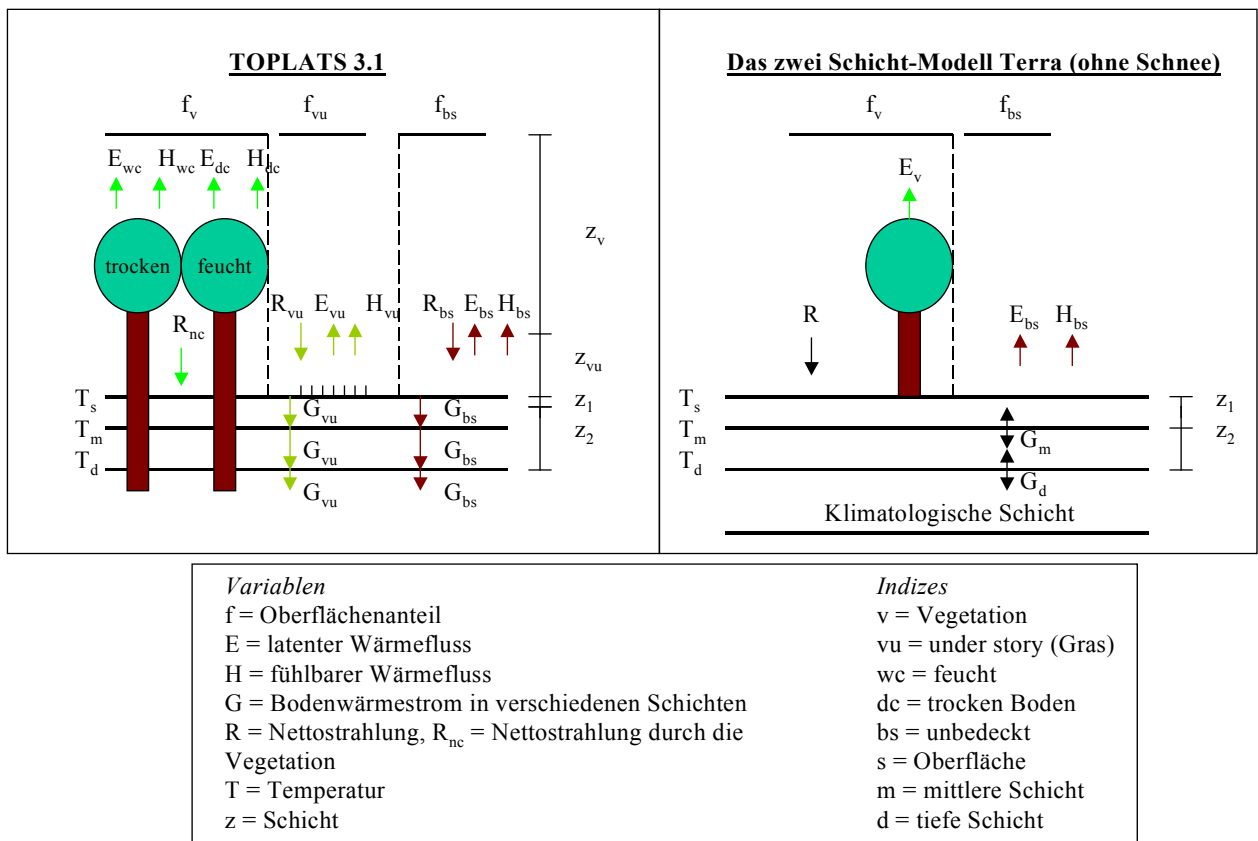 TOPLATS 3.1
f_v f_vu f_bs
E_wc H_wc E_dc H_dc
z_v
trocken feucht
R_nc
R_vu E_vu H_vu R_bs E_bs H_bs
z_vu
T_s z_1
G_vu G_bs
T_m z_2
G_vu G_bs
T_d
G_vu G_bs
Das zwei Schicht-Modell Terra (ohne Schnee)
f_v f_bs
E_v
R E_bs H_bs
T_s z_1
T_m z_2
G_m
T_d
G_d
Klimatologische Schicht
Variablen
f = Oberflächenanteil
E = latenter Wärmefluss
H = fühlbarer Wärmefluss
G = Bodenwärmestrom in verschiedenen Schichten
R = Nettostrahlung, R_nc = Nettostrahlung durch die
Vegetation
T = Temperatur
z = Schicht
Indizes
v = Vegetation
vu = under story (Gras)
wc = feucht
dc = trocken Boden
bs = unbedeckt
s = Oberfläche
m = mittlere Schicht
d = tiefe Schicht